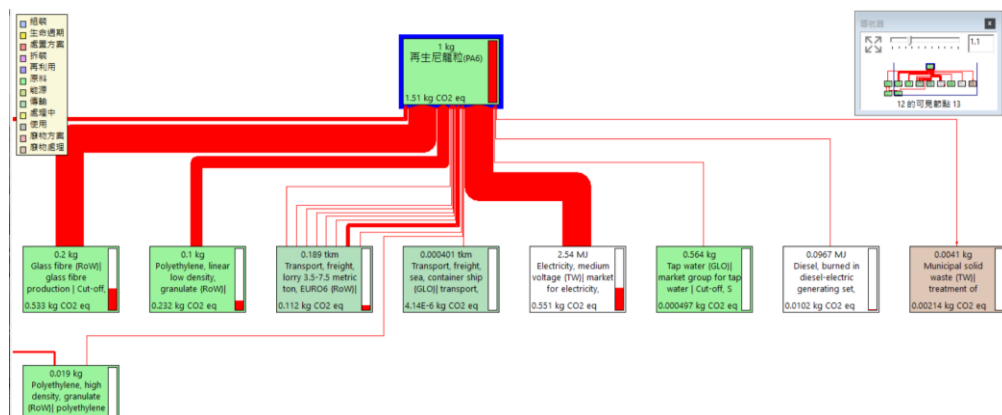 組裝
生命週期
處置方案
拆裝
再利用
原料
能源
傳輸
處理中
使用
廢物方案
廢物處理
1 kg
再生尼龍粒(PA6)
1.51 kg CO2 eq
導航器
x
1.1
12 的可見節點 13
0.2 kg
Glass fibre {RoW}|
glass fibre
production | Cut-off,
0.533 kg CO2 eq
0.1 kg
Polyethylene, linear
low density,
granulate {RoW}|
0.232 kg CO2 eq
0.189 tkm
Transport, freight,
lorry 3.5-7.5 metric
ton, EURO6 {RoW}|
0.112 kg CO2 eq
0.000401 tkm
Transport, freight,
sea, container ship
{GLO}| transport,
4.14E-6 kg CO2 eq
2.54 MJ
Electricity, medium
voltage {TW}| market
for electricity,
0.551 kg CO2 eq
0.564 kg
Tap water {GLO}|
market group for tap
water | Cut-off, S
0.000497 kg CO2 eq
0.0967 MJ
Diesel, burned in
diesel-electric
generating set,
0.0102 kg CO2 eq
0.0041 kg
Municipal solid
waste {TW}|
treatment of
0.00214 kg CO2 eq
0.019 kg
Polyethylene, high
density, granulate
{RoW}| polyethylene